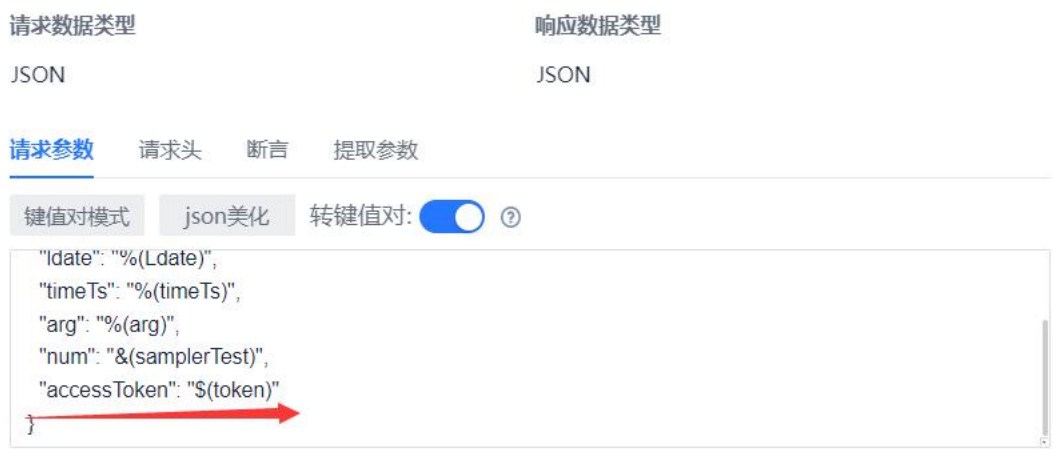 请求数据类型 响应数据类型
JSON JSON
请求参数 请求头 断言 提取参数
键值对模式 json美化 转键值对: ?
"ldate": "%(Ldate)",
"timeTs": "%(timeTs)",
"arg": "%(arg)",
"num": "&(samplerTest)",
"accessToken": "$(token)"
}